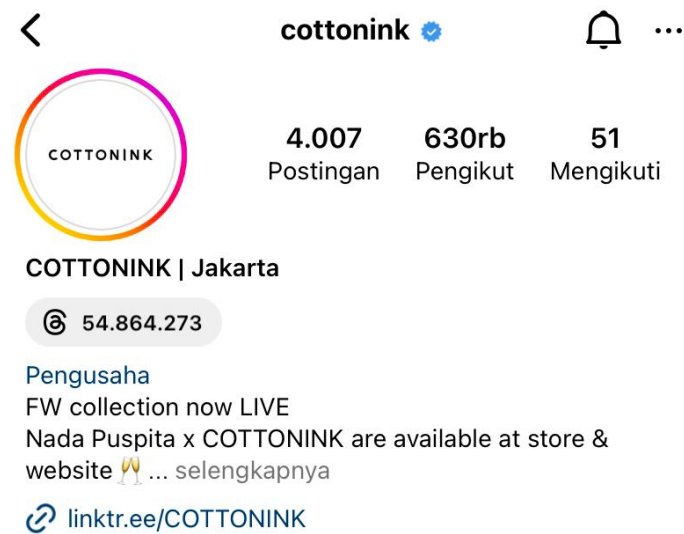 cottonink
COTTONINK
4.007 630rb 51
Postingan Pengikut Mengikuti
COTTONINK | Jakarta
54.864.273
Pengusaha
FW collection now LIVE
Nada Puspita x COTTONINK are available at store &
website 🥂 ... selengkapnya
linktr.ee/COTTONINK